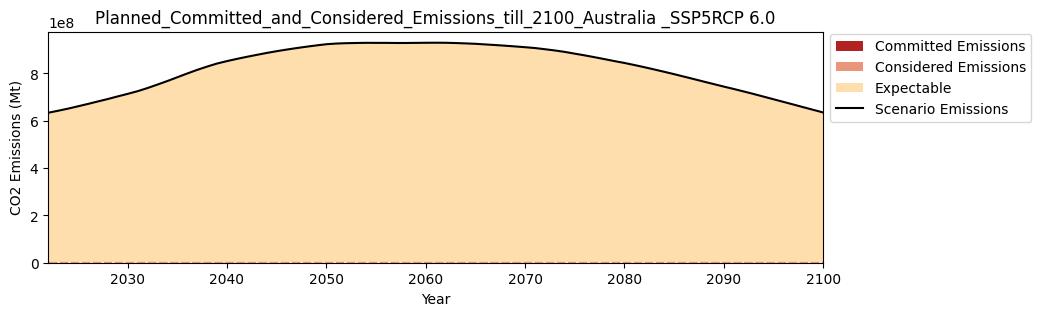 Planned_Committed_and_Considered_Emissions_till_2100_Australia _SSP5RCP 6.0
1e8
8
6
4
2
0
CO2 Emissions (Mt)
2030 2040 2050 2060 2070 2080 2090 2100
Year
Committed Emissions
Considered Emissions
Expectable
Scenario Emissions